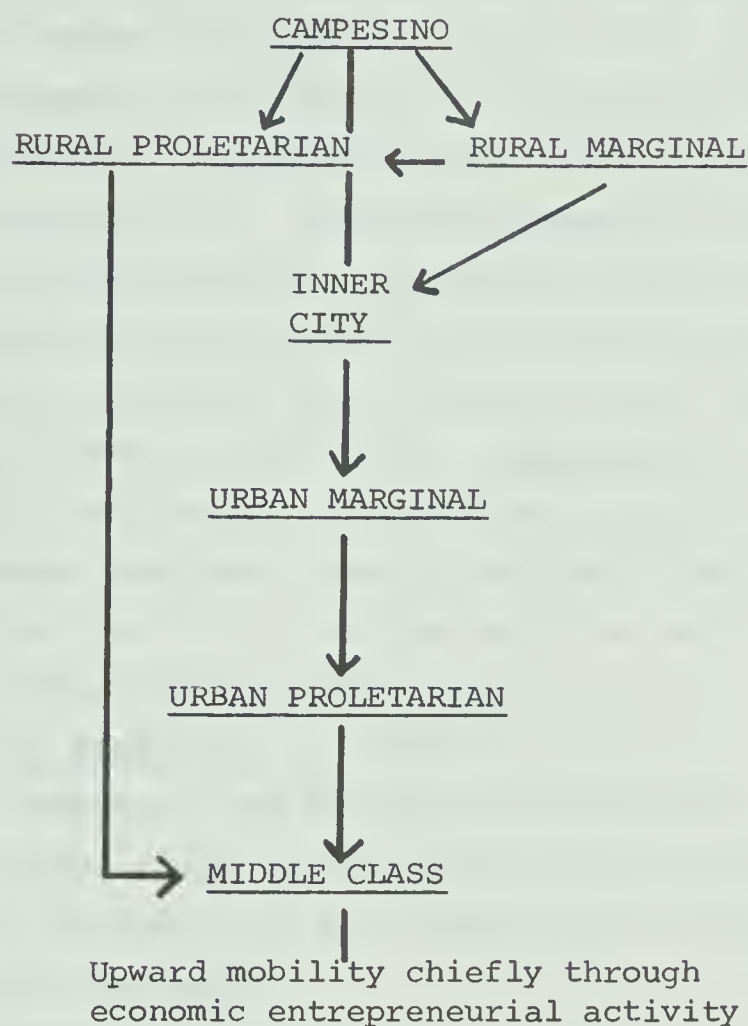 CAMPESINO
RURAL PROLETARIAN RURAL MARGINAL
INNER
CITY
URBAN MARGINAL
URBAN PROLETARIAN
MIDDLE CLASS
Upward mobility chiefly through
economic entrepreneurial activity